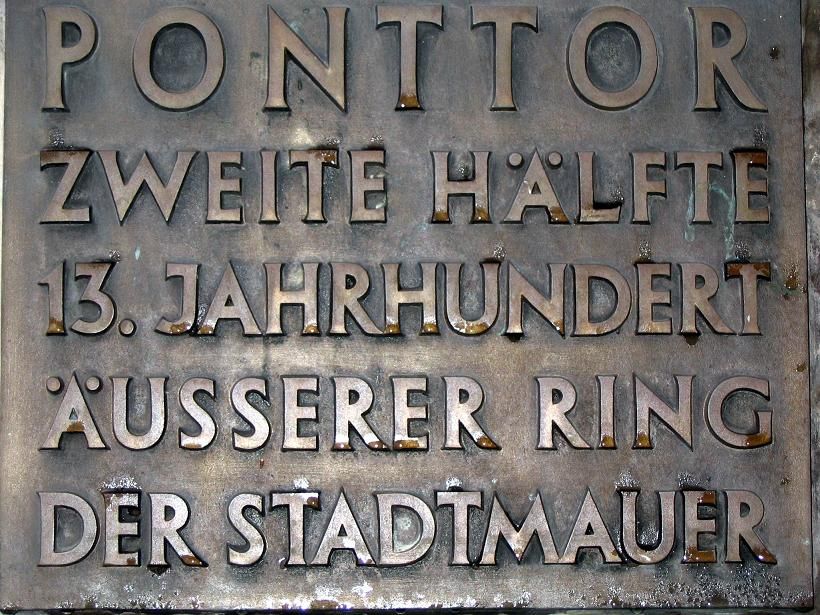 PONTTOR
ZWEITE HÄLFTE
13. JAHRHUNDERT
ÄUSSERER RING
DER STADTMAUER